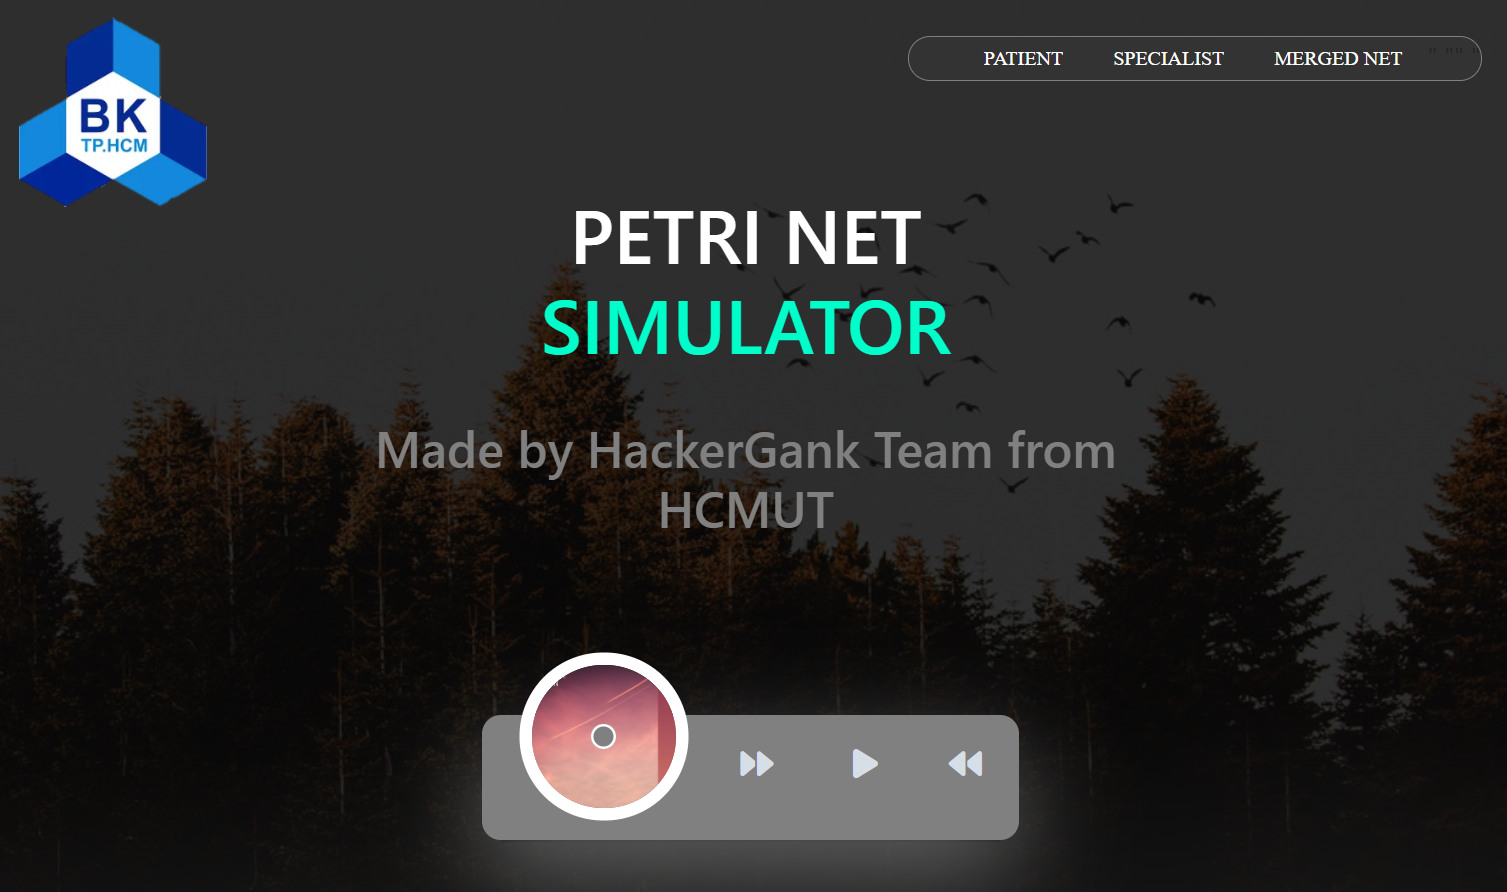 BK
TP.HCM
PATIENT SPECIALIST MERGED NET " "" "
PETRI NET
SIMULATOR
Made by HackerGank Team from
HCMUT